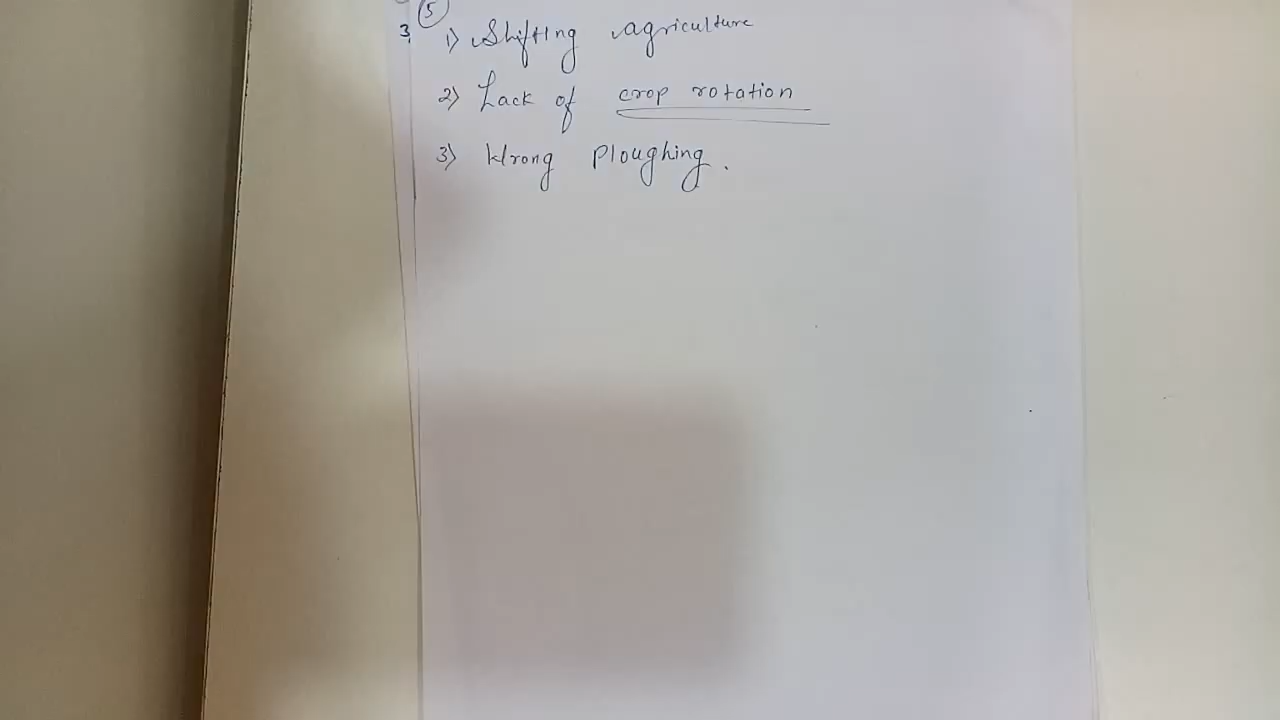 5
3. 1) Shifting agriculture
2) Lack of crop rotation
3) Wrong Ploughing.